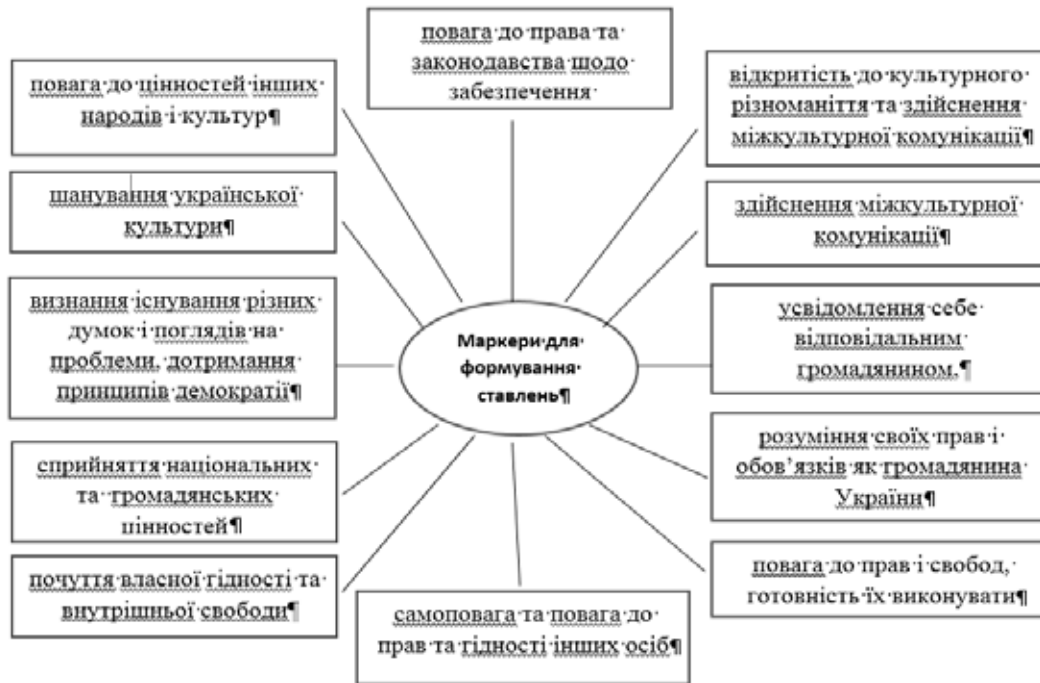 повага до права та
законодавства щодо
забезпечення
повага до цінностей інших
народів і культур¶
відкритість до культурного
різноманіття та здійснення
міжкультурної комунікації¶
шанування української
культури¶
здійснення міжкультурної
комунікації¶
визнання існування різних
думок і поглядів на
проблеми, дотримання
принципів демократії¶
Маркери для
формування
ставлень¶
усвідомлення себе
відповідальним
громадянином,¶
сприйняття національних
та громадянських
цінностей¶
розуміння своїх прав і
обов’язків як громадянина
України¶
почуття власної гідності та
внутрішньої свободи¶
повага до прав і свобод,
готовність їх виконувати¶
самоповага та повага до
прав та гідності інших осіб¶